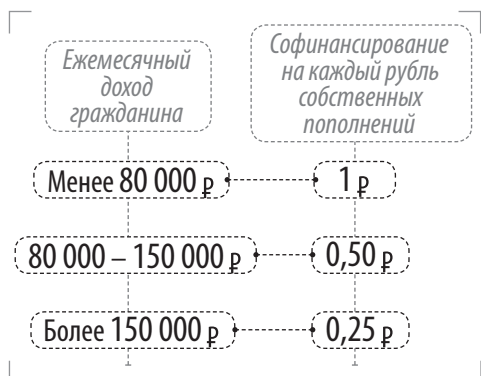 Ежемесячный
доход
гражданина
Софинансирование
на каждый рубль
собственных
пополнений
Менее 80 000 ₽
1 ₽
80 000 – 150 000 ₽
0,50 ₽
Более 150 000 ₽
0,25 ₽